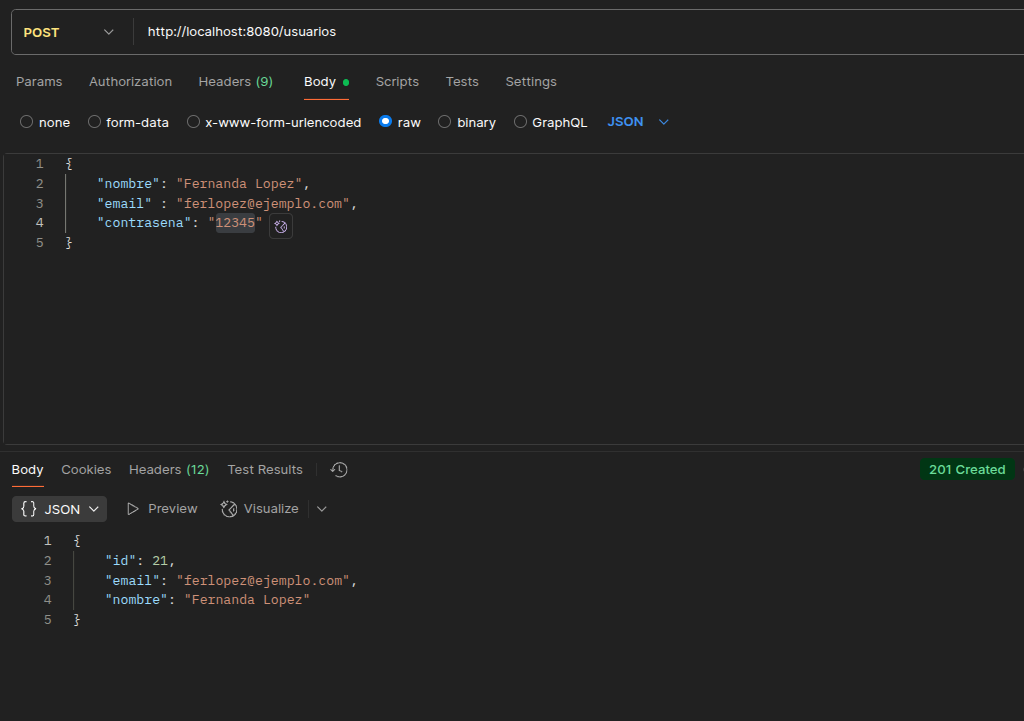 POST http://localhost:8080/usuarios
Params Authorization Headers (9) Body Scripts Tests Settings
none form-data x-www-form-urlencoded raw binary GraphQL JSON
1 {
2 "nombre": "Fernanda Lopez",
3 "email" : "ferlopez@ejemplo.com",
4 "contrasena": "12345"
5 }
Body Cookies Headers (12) Test Results 201 Created
{} JSON Preview Visualize
1 {
2 "id": 21,
3 "email": "ferlopez@ejemplo.com",
4 "nombre": "Fernanda Lopez"
5 }